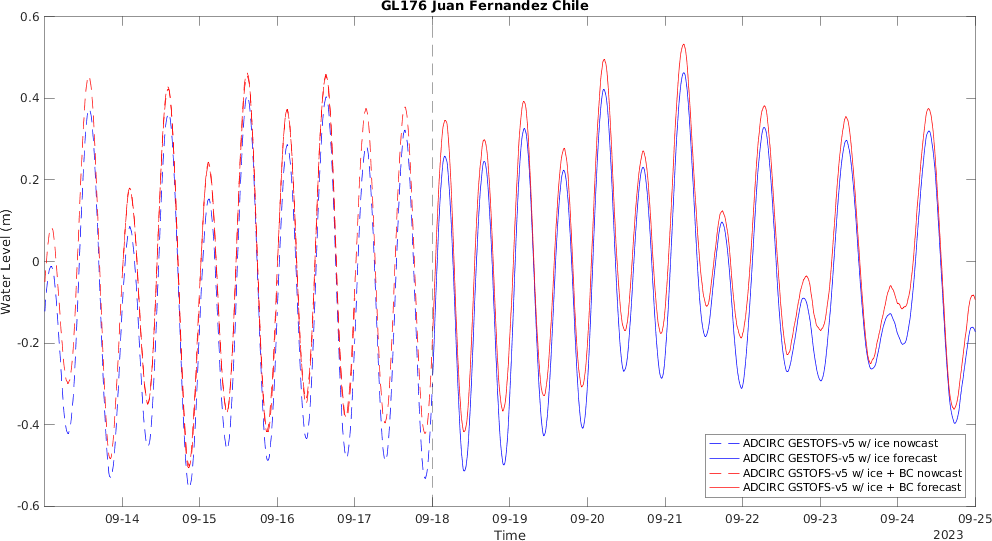 GL176 Juan Fernandez Chile
0.6
0.4
0.2
0
-0.2
-0.4
-0.6
Water Level (m)
ADCIRC GESTOFS-v5 w/ ice nowcast
ADCIRC GESTOFS-v5 w/ ice forecast
ADCIRC GSTOFS-v5 w/ ice + BC nowcast
ADCIRC GSTOFS-v5 w/ ice + BC forecast
09-14 09-15 09-16 09-17 09-18 09-19 09-20 09-21 09-22 09-23 09-24 09-25
Time
2023